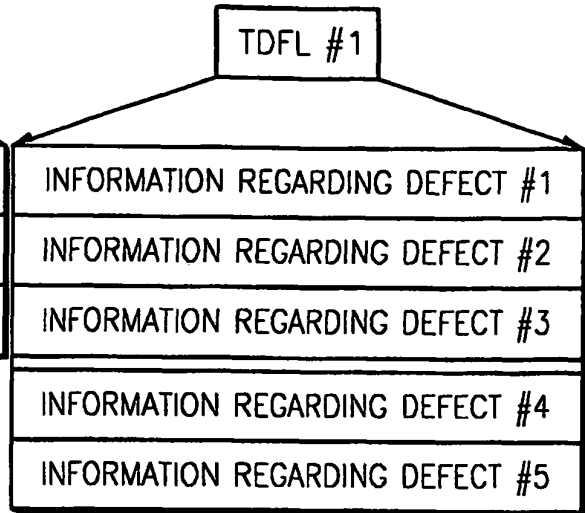 TDFL #1
INFORMATION REGARDING DEFECT #1
INFORMATION REGARDING DEFECT #2
INFORMATION REGARDING DEFECT #3
INFORMATION REGARDING DEFECT #4
INFORMATION REGARDING DEFECT #5